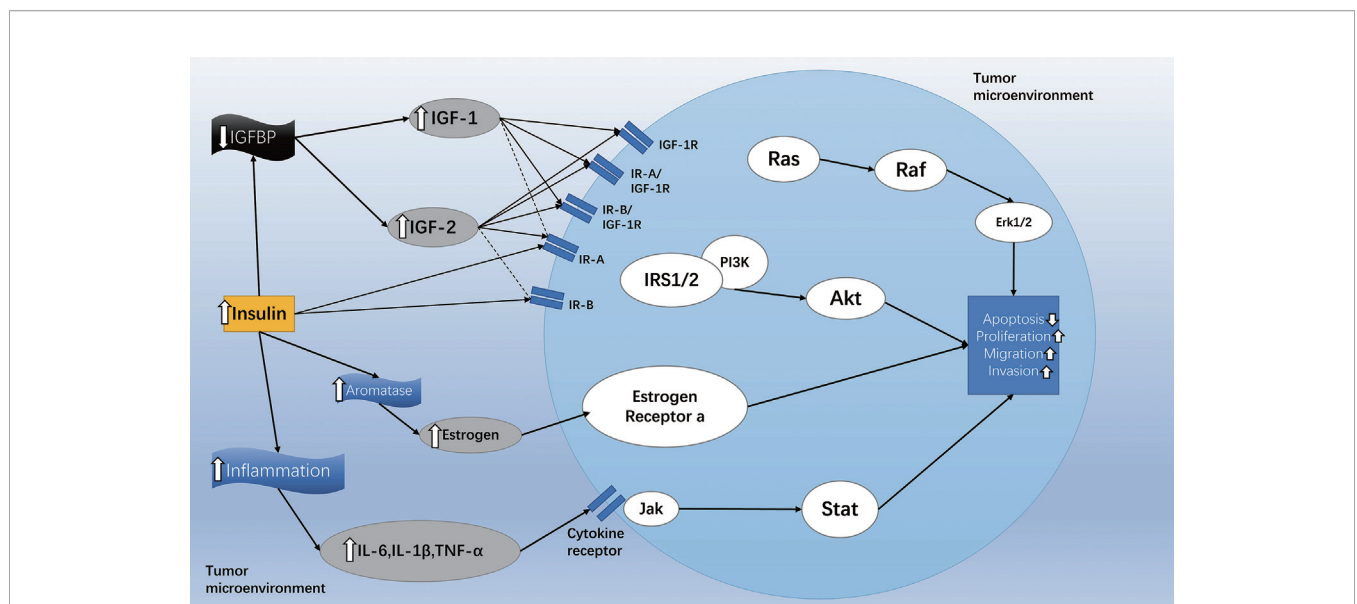 Tumor
microenvironment
IGFBP
IGF-1
IGF-2
IGF-1R
IR-A/
IGF-1R
IR-B/
IGF-1R
IR-A
IR-B
Insulin
Aromatase
Estrogen
Inflammation
IL-6,IL-1β,TNF-α
Cytokine
receptor
Ras
Raf
Erk1/2
PI3K
IRS1/2
Akt
Estrogen
Receptor a
Jak
Stat
Apoptosis
Proliferation
Migration
Invasion
Tumor
microenvironment